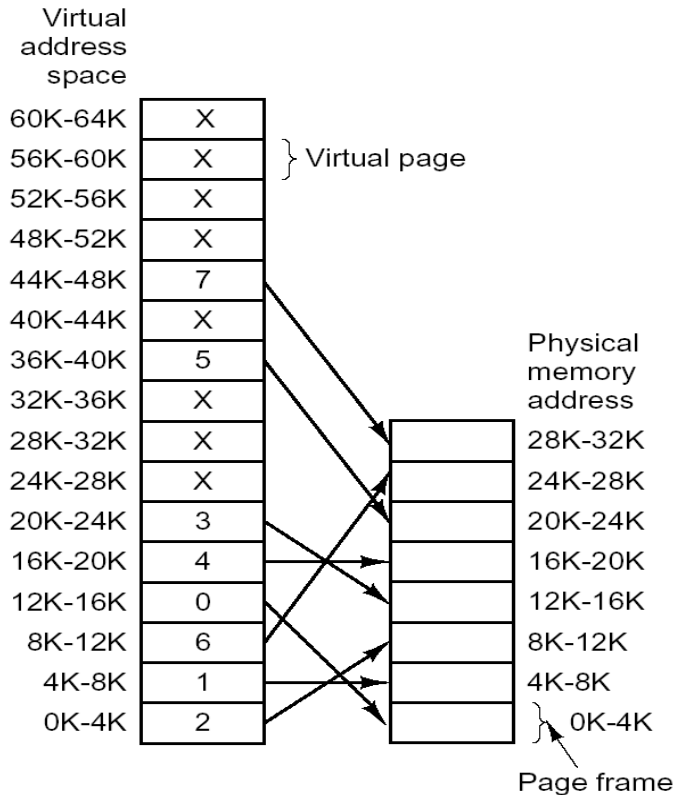 Virtual
address
space
60K-64K X
56K-60K X Virtual page
52K-56K X
48K-52K X
44K-48K 7
40K-44K X
36K-40K 5
32K-36K X
28K-32K X
24K-28K X
20K-24K 3
16K-20K 4
12K-16K 0
8K-12K 6
4K-8K 1
0K-4K 2
Physical
memory
address
28K-32K
24K-28K
20K-24K
16K-20K
12K-16K
8K-12K
4K-8K
0K-4K
Page frame